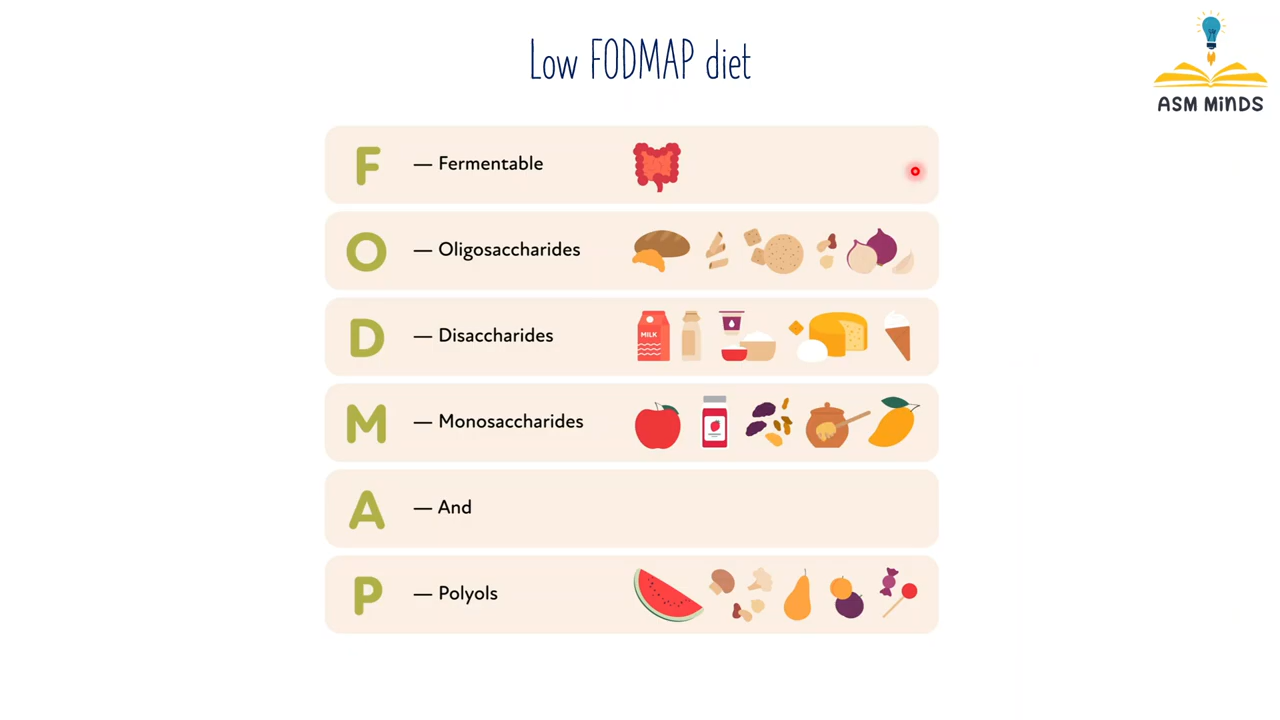 Low FODMAP diet
ASM MiNDS
F — Fermentable
O — Oligosaccharides
D — Disaccharides
MILK
M — Monosaccharides
A — And
P — Polyols